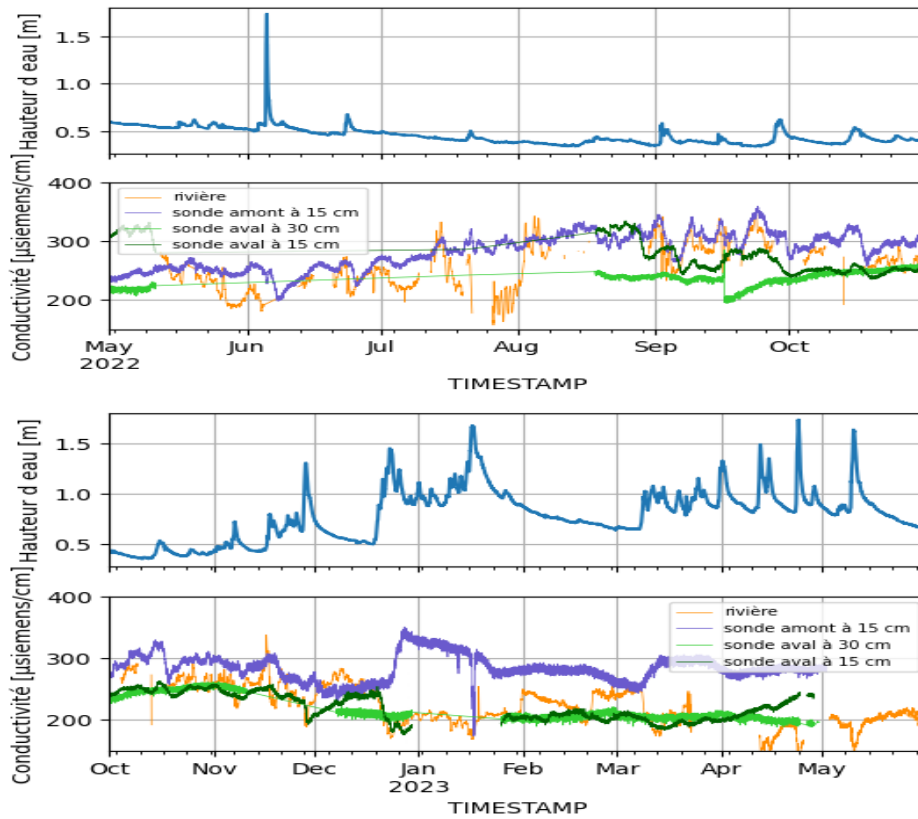 Hauteur d eau [m]
1.5
1.0
0.5
Conductivité [µsiemens/cm]
400
300
200
rivière
sonde amont à 15 cm
sonde aval à 30 cm
sonde aval à 15 cm
May Jun Jul Aug Sep Oct
2022
TIMESTAMP
Hauteur d eau [m]
1.5
1.0
0.5
Conductivité [µsiemens/cm]
400
300
200
rivière
sonde amont à 15 cm
sonde aval à 30 cm
sonde aval à 15 cm
Oct Nov Dec Jan Feb Mar Apr May
2023
TIMESTAMP